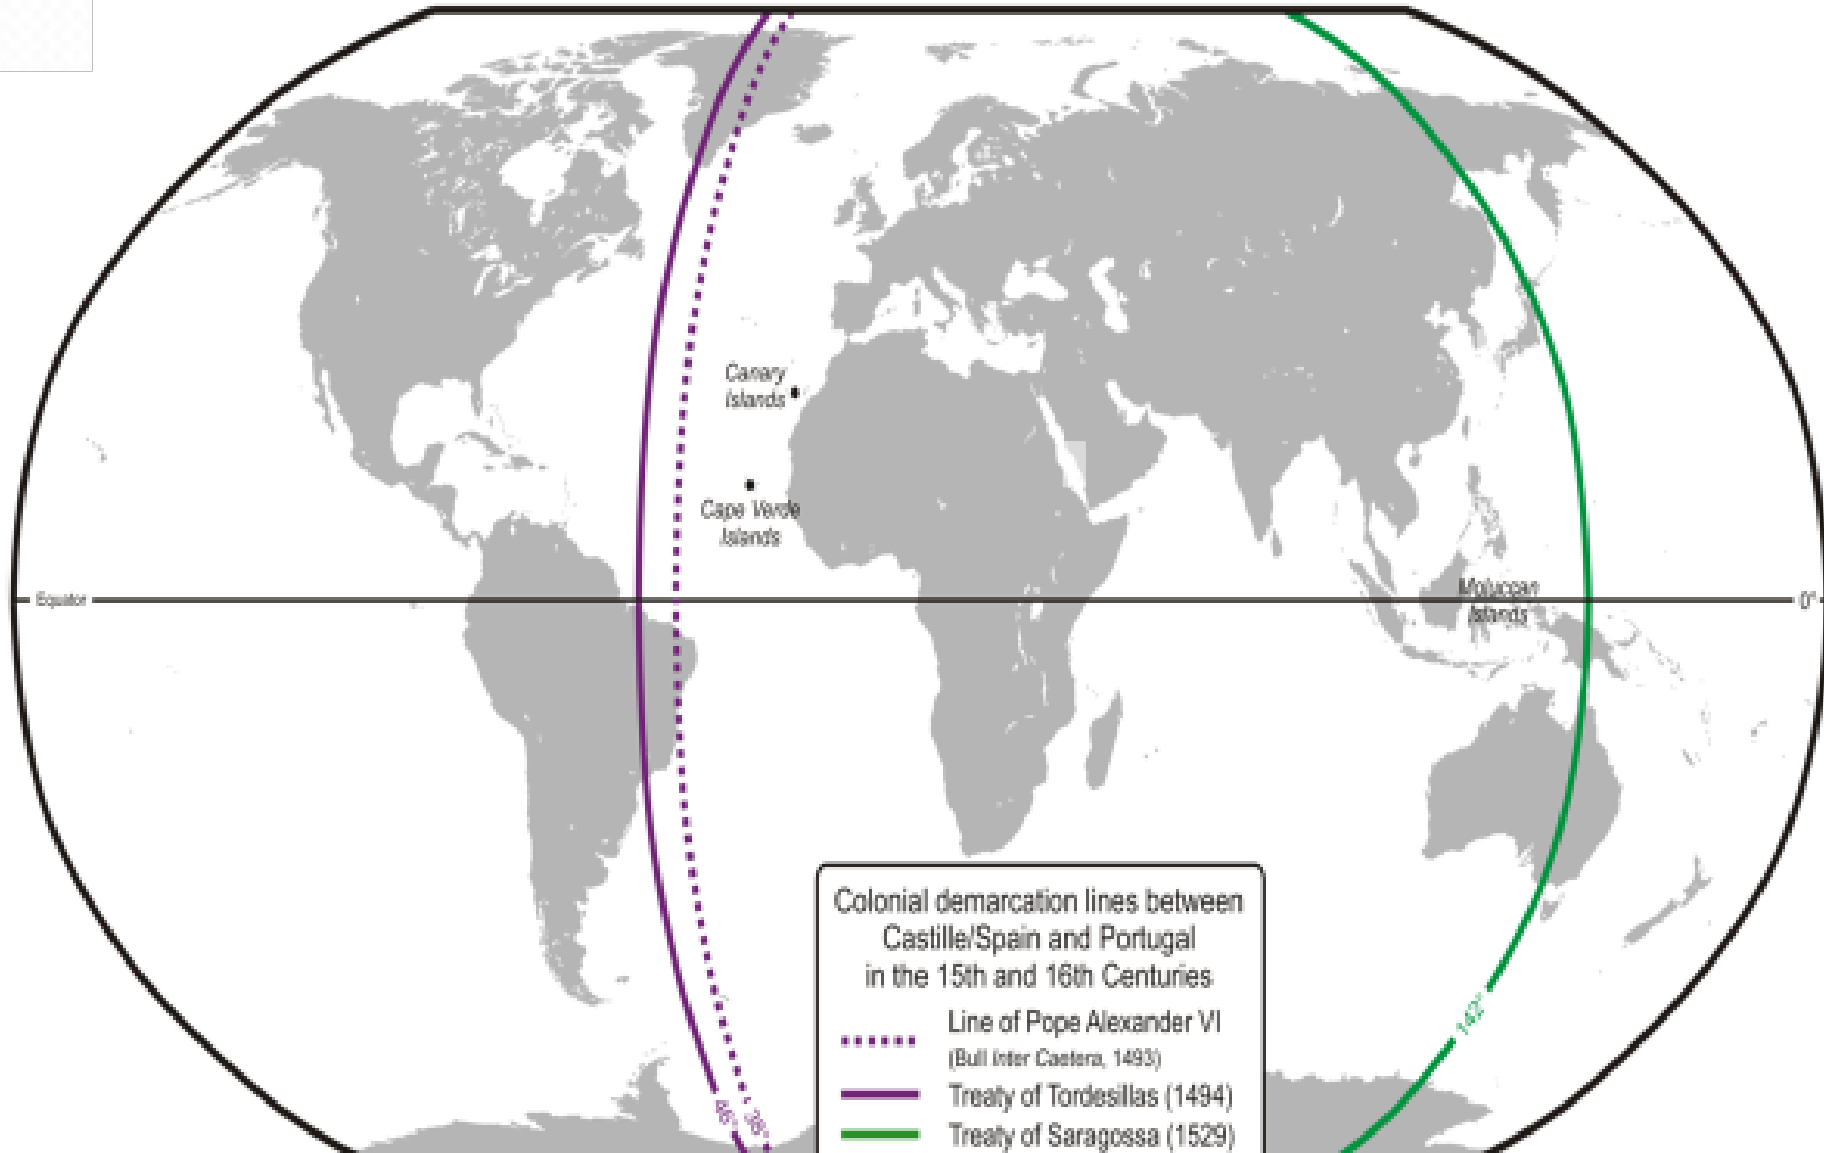 Canary
Islands
Cape Verde
Islands
Equator
0°
Moluccan
Islands
Colonial demarcation lines between
Castille/Spain and Portugal
in the 15th and 16th Centuries
Line of Pope Alexander VI
(Bull Inter Caetera, 1493)
Treaty of Tordesillas (1494)
Treaty of Saragossa (1529)
142°
46°
38°